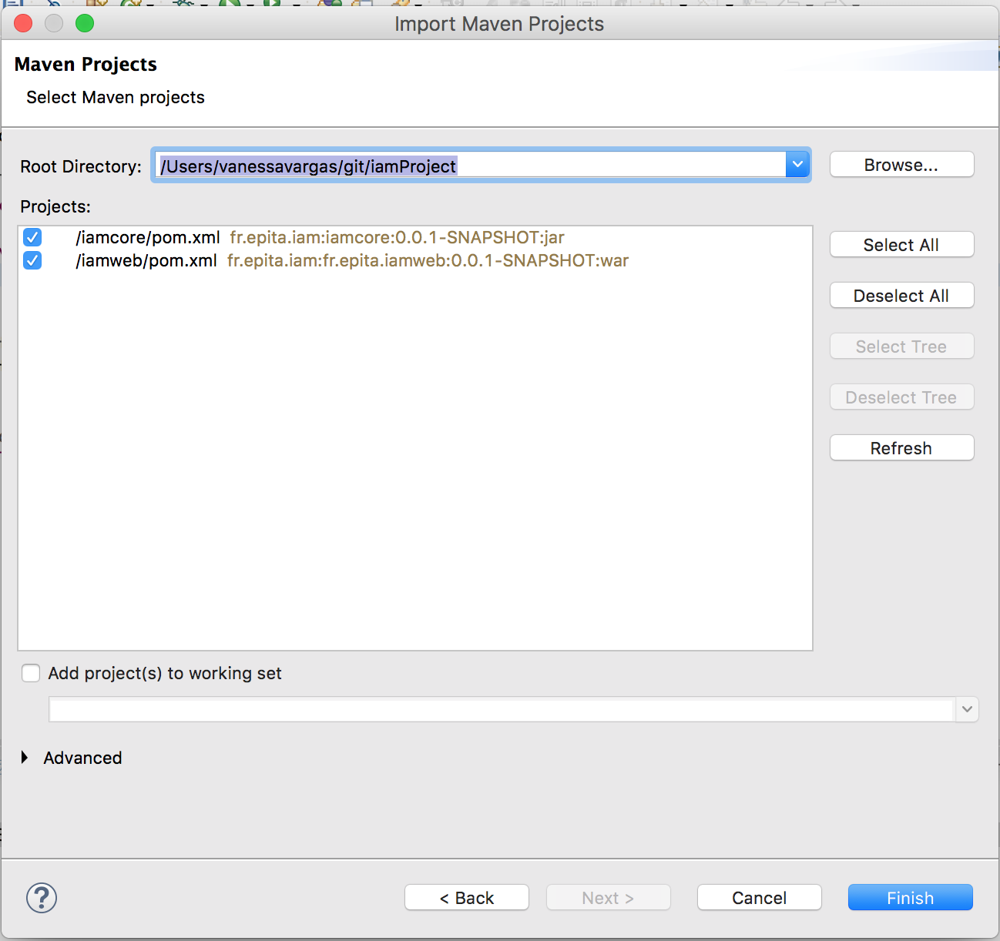 Import Maven Projects
Maven Projects
Select Maven projects
Root Directory: /Users/vanessavargas/git/iamProject Browse...
Projects:
/iamcore/pom.xml fr.epita.iam:iamcore:0.0.1-SNAPSHOT:jar
/iamweb/pom.xml fr.epita.iam:fr.epita.iamweb:0.0.1-SNAPSHOT:war
Select All
Deselect All
Select Tree
Deselect Tree
Refresh
Add project(s) to working set
Advanced
? < Back Next > Cancel Finish